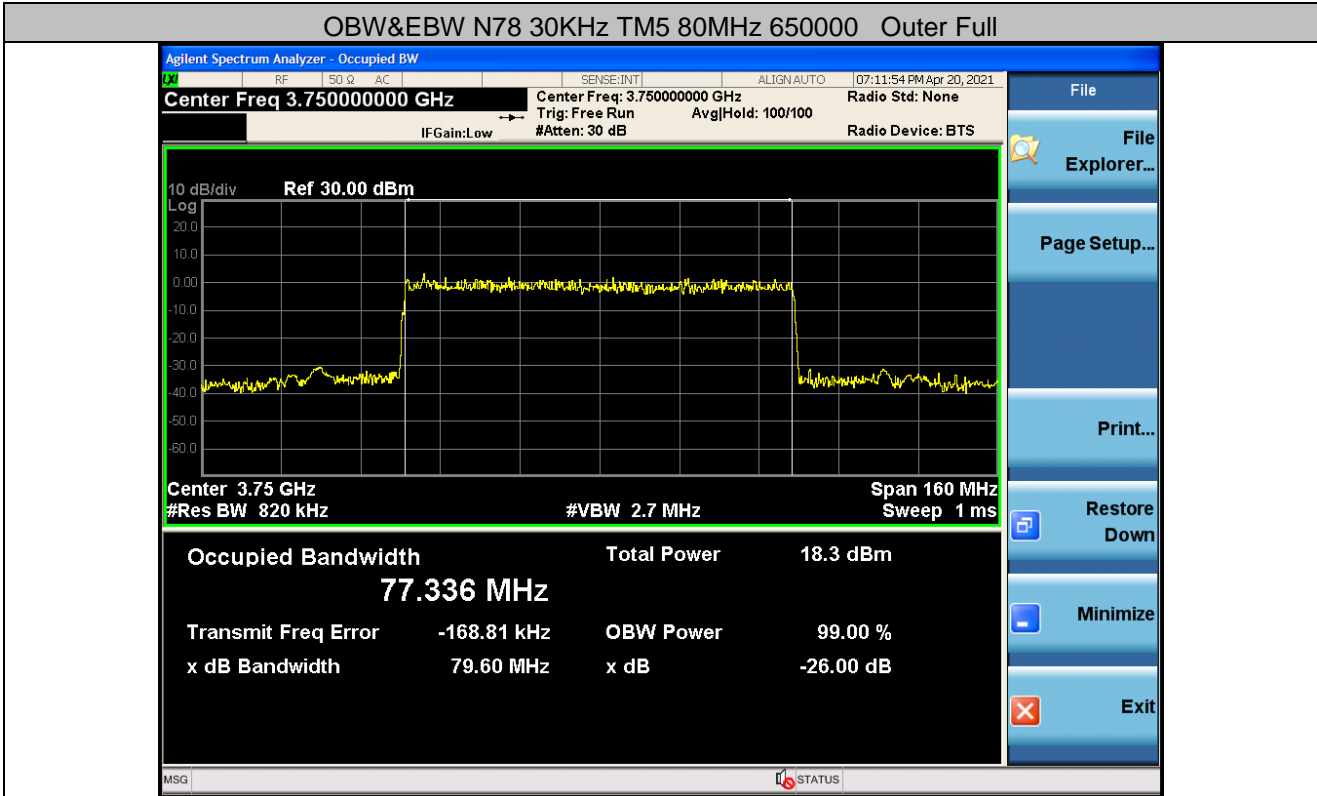 OBW&EBW N78 30KHz TM5 80MHz 650000 Outer Full
Agilent Spectrum Analyzer - Occupied BW
LXI RF 50 Ω AC SENSE:INT ALIGN AUTO 07:11:54 PM Apr 20, 2021
Center Freq 3.750000000 GHz
Center Freq: 3.750000000 GHz Radio Std: None
Trig: Free Run Avg|Hold: 100/100
IFGain:Low #Atten: 30 dB Radio Device: BTS
10 dB/div Ref 30.00 dBm
Log
20.0
10.0
0.00
-10.0
-20.0
-30.0
-40.0
-50.0
-60.0
Center 3.75 GHz Span 160 MHz
#Res BW 820 kHz #VBW 2.7 MHz Sweep 1 ms
Occupied Bandwidth Total Power 18.3 dBm
77.336 MHz
Transmit Freq Error -168.81 kHz OBW Power 99.00 %
x dB Bandwidth 79.60 MHz x dB -26.00 dB
MSG STATUS
File
File
Explorer...
Page Setup...
Print...
Restore
Down
Minimize
Exit